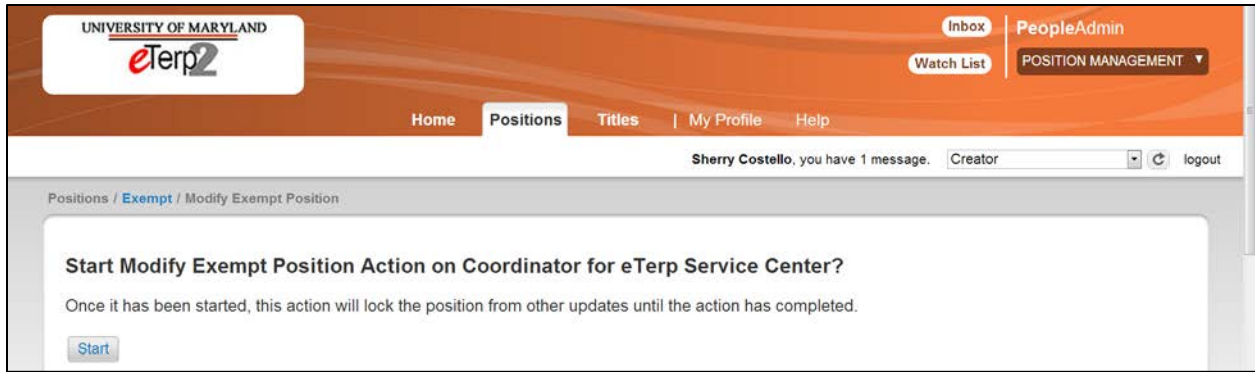 UNIVERSITY OF MARYLAND
eTerp2
Inbox
PeopleAdmin
Watch List
POSITION MANAGEMENT
Home Positions Titles | My Profile Help
Sherry Costello, you have 1 message. Creator logout
Positions / Exempt / Modify Exempt Position
Start Modify Exempt Position Action on Coordinator for eTerp Service Center?
Once it has been started, this action will lock the position from other updates until the action has completed.
Start